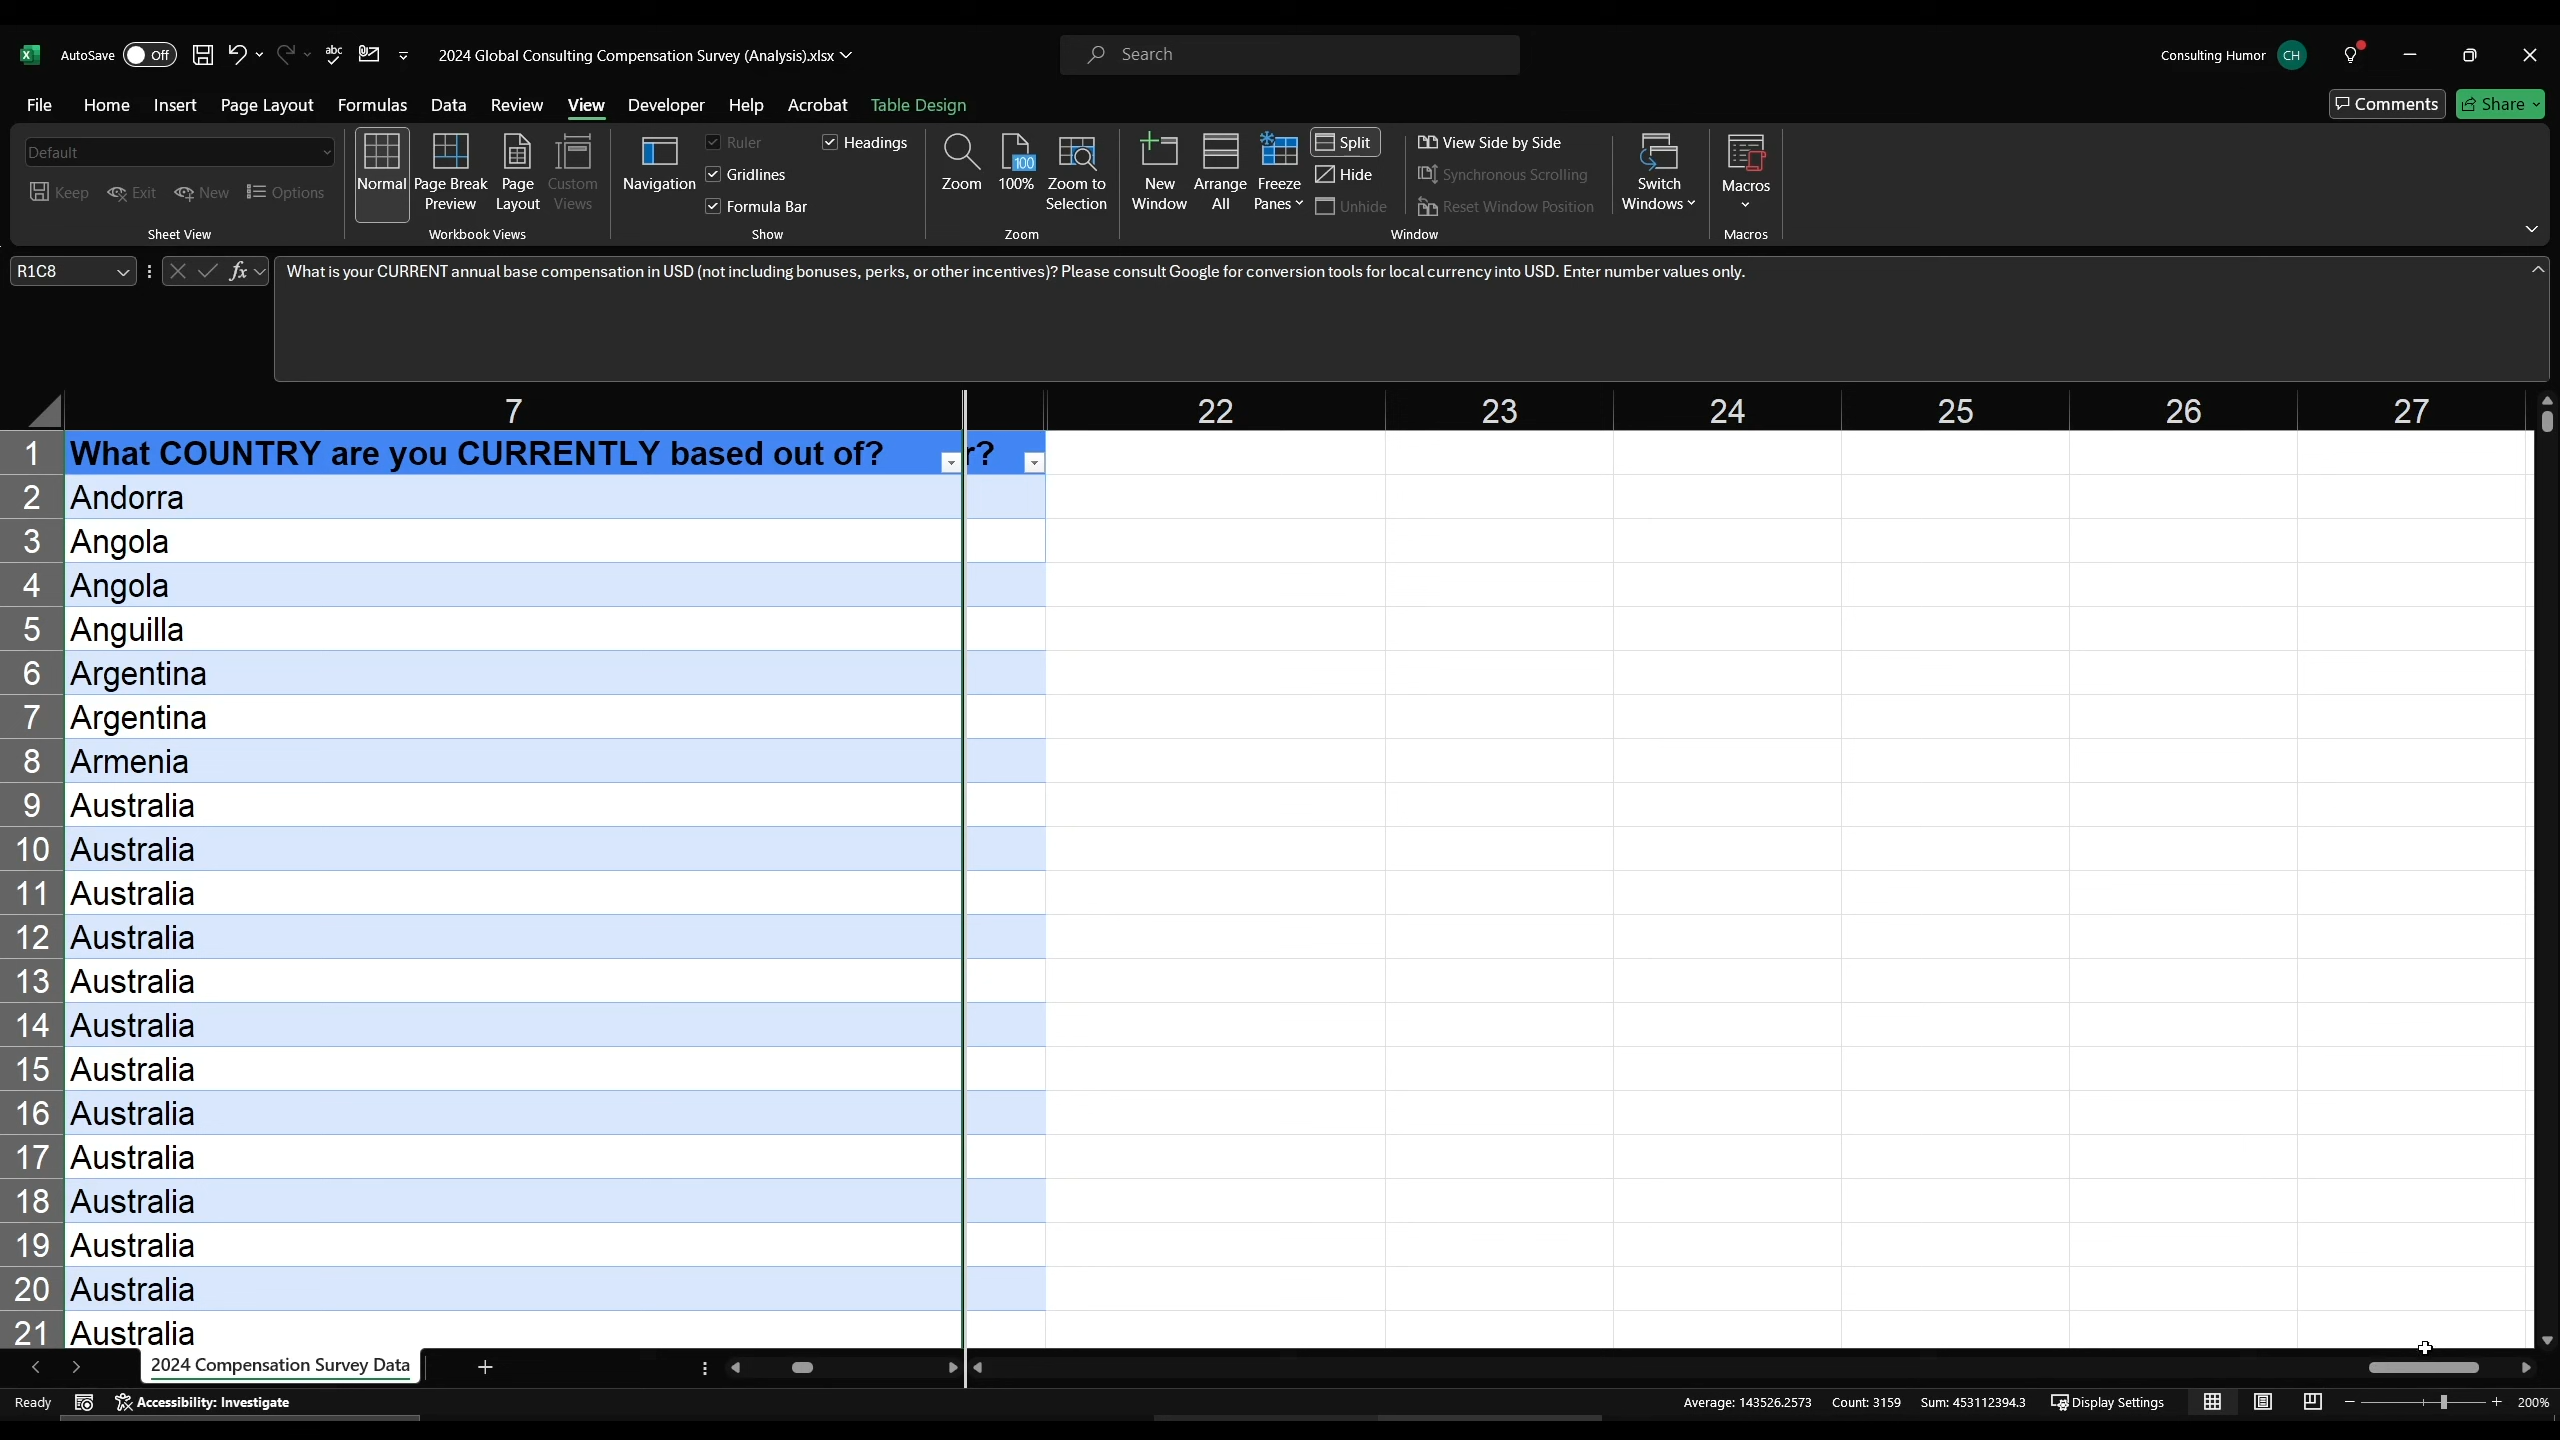 AutoSave Off 2024 Global Consulting Compensation Survey (Analysis).xlsx Search Consulting Humor CH
File Home Insert Page Layout Formulas Data Review View Developer Help Acrobat Table Design Comments Share
Default
Keep Exit New Options
Sheet View
Normal
Page Break Preview
Page Layout
Custom Views
Workbook Views
Navigation
Ruler
Gridlines
Formula Bar
Headings
Show
Zoom
100
100%
Zoom to Selection
Zoom
New Window
Arrange All
Freeze Panes
Split
Hide
Unhide
View Side by Side
Synchronous Scrolling
Reset Window Position
Switch Windows
Window
Macros
Macros
R1C8 fx What is your CURRENT annual base compensation in USD (not including bonuses, perks, or other incentives)? Please consult Google for conversion tools for local currency into USD. Enter number values only.
7 22 23 24 25 26 27
1 What COUNTRY are you CURRENTLY based out of? r?
2 Andorra
3 Angola
4 Angola
5 Anguilla
6 Argentina
7 Argentina
8 Armenia
9 Australia
10 Australia
11 Australia
12 Australia
13 Australia
14 Australia
15 Australia
16 Australia
17 Australia
18 Australia
19 Australia
20 Australia
21 Australia
2024 Compensation Survey Data
Ready Accessibility: Investigate Average: 143526.2573 Count: 3159 Sum: 453112394.3 Display Settings 200%